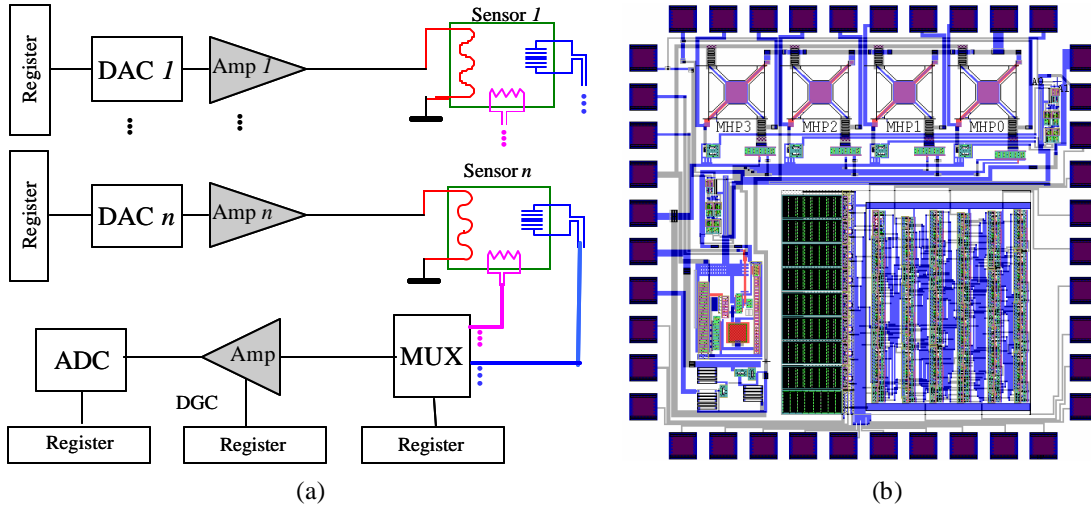 Sensor 1
Register
DAC 1
Amp 1
Sensor n
Register
DAC n
Amp n
ADC
Amp
MUX
DGC
Register
Register
Register
(a)
MHP3
MHP2
MHP1
MHP0
(b)